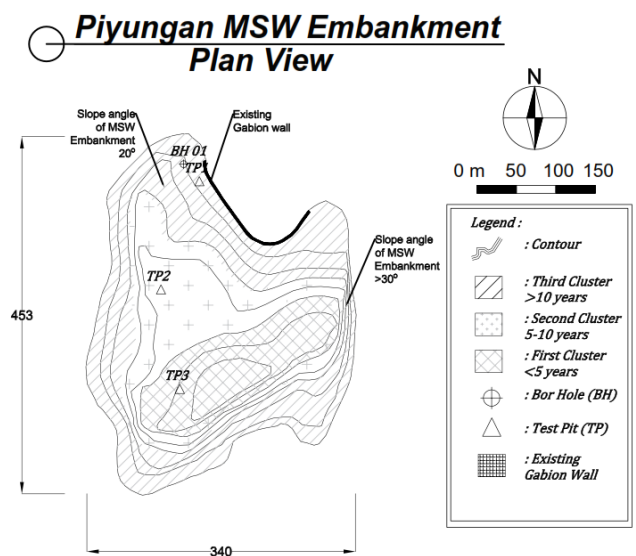 Piyungan MSW Embankment
Plan View
N
0 m 50 100 150
Slope angle
of MSW
Embankment
20°
Existing
Gabion wall
BH 01
TP1
Slope angle
of MSW
Embankment
>30°
TP2
TP3
453
340
Legend :
: Contour
: Third Cluster
>10 years
: Second Cluster
5-10 years
: First Cluster
<5 years
: Bor Hole (BH)
: Test Pit (TP)
: Existing
Gabion Wall